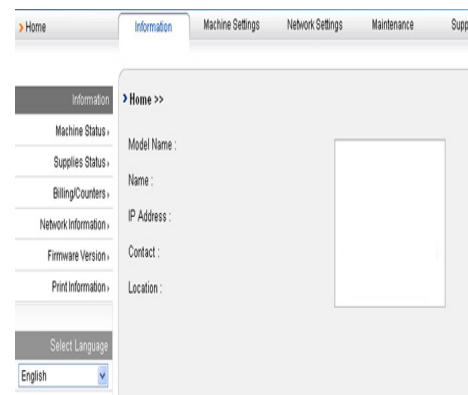 Home
Information
Machine Settings
Network Settings
Maintenance
Supp
Information
Machine Status
Supplies Status
Billing/Counters
Network Information
Firmware Version
Print Information
Select Language
English
Home >>
Model Name :
Name :
IP Address :
Contact :
Location :